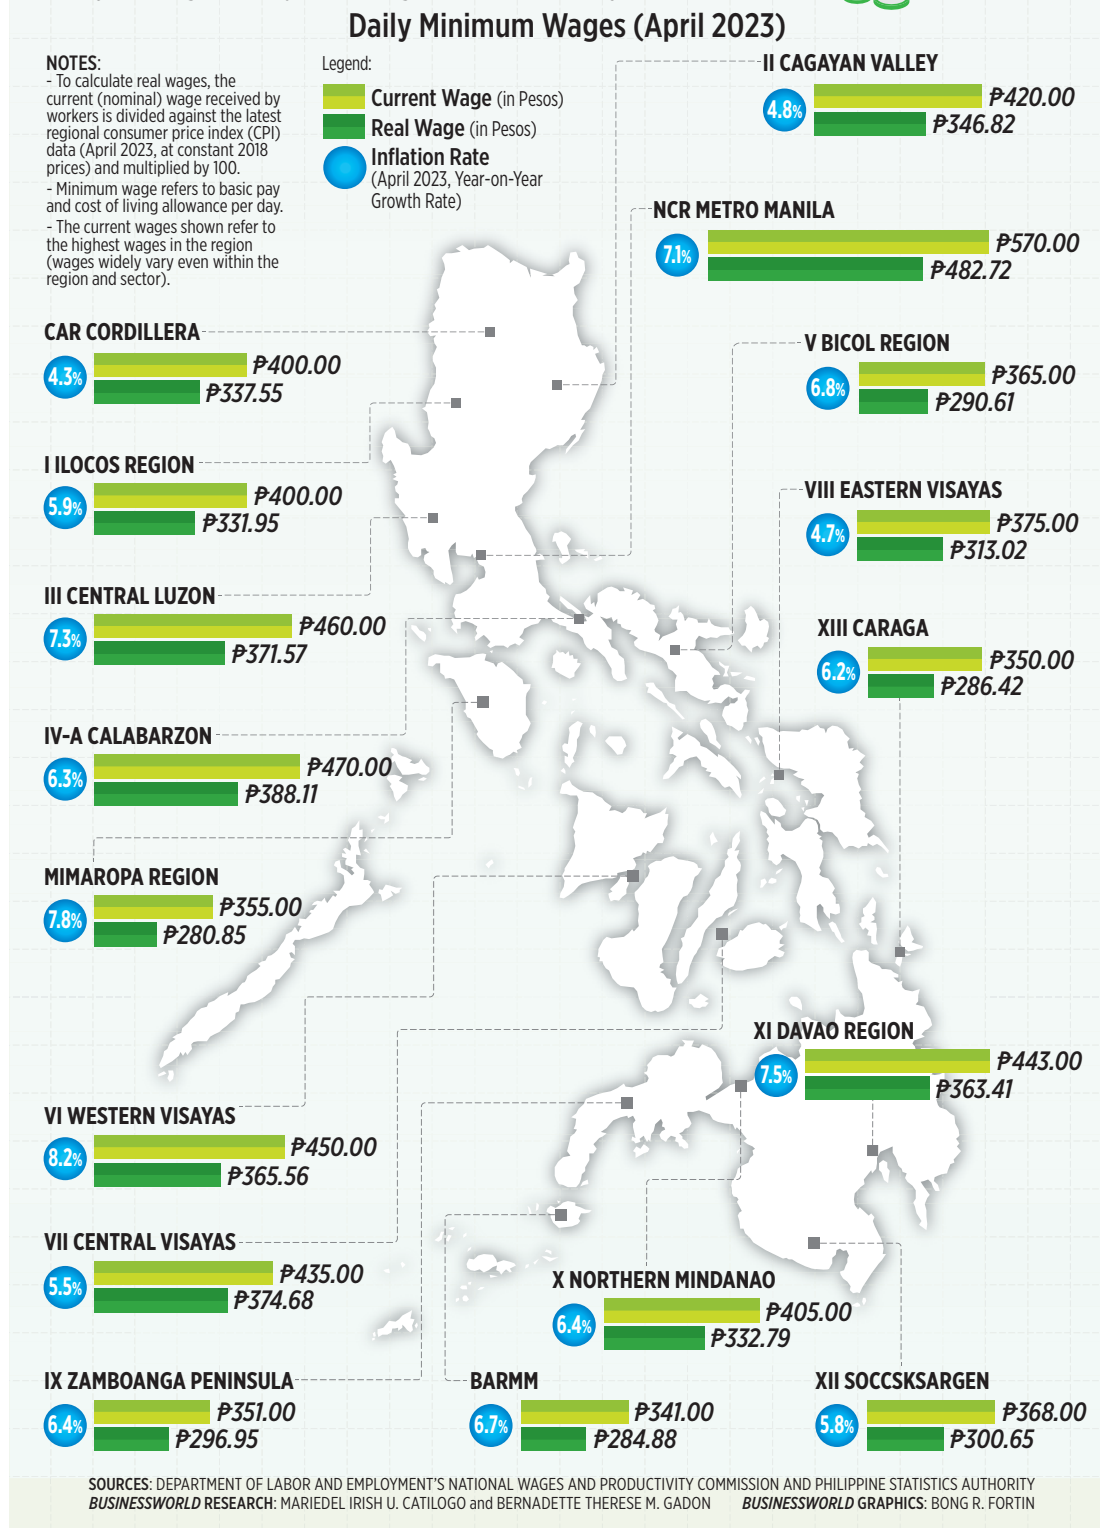 Daily Minimum Wages (April 2023)
NOTES:
- To calculate real wages, the
current (nominal) wage received by
workers is divided against the latest
regional consumer price index (CPI)
data (April 2023, at constant 2018
prices) and multiplied by 100.
- Minimum wage refers to basic pay
and cost of living allowance per day.
- The current wages shown refer to
the highest wages in the region
(wages widely vary even within the
region and sector).
Legend:
Current Wage (in Pesos)
Real Wage (in Pesos)
Inflation Rate
(April 2023, Year-on-Year
Growth Rate)
II CAGAYAN VALLEY
4.8%
₱420.00
₱346.82
NCR METRO MANILA
7.1%
₱570.00
₱482.72
CAR CORDILLERA
4.3%
₱400.00
₱337.55
V BICOL REGION
6.8%
₱365.00
₱290.61
I ILOCOS REGION
5.9%
₱400.00
₱331.95
VIII EASTERN VISAYAS
4.7%
₱375.00
₱313.02
III CENTRAL LUZON
7.3%
₱460.00
₱371.57
XIII CARAGA
6.2%
₱350.00
₱286.42
IV-A CALABARZON
6.3%
₱470.00
₱388.11
MIMAROPA REGION
7.8%
₱355.00
₱280.85
XI DAVAO REGION
7.5%
₱443.00
₱363.41
VI WESTERN VISAYAS
8.2%
₱450.00
₱365.56
VII CENTRAL VISAYAS
5.5%
₱435.00
₱374.68
X NORTHERN MINDANAO
6.4%
₱405.00
₱332.79
IX ZAMBOANGA PENINSULA
6.4%
₱351.00
₱296.95
BARMM
6.7%
₱341.00
₱284.88
XII SOCCSKSARGEN
5.8%
₱368.00
₱300.65
SOURCES: DEPARTMENT OF LABOR AND EMPLOYMENT'S NATIONAL WAGES AND PRODUCTIVITY COMMISSION AND PHILIPPINE STATISTICS AUTHORITY
BUSINESSWORLD RESEARCH: MARIEDEL IRISH U. CATILOGO and BERNADETTE THERESE M. GADON BUSINESSWORLD GRAPHICS: BONG R. FORTIN